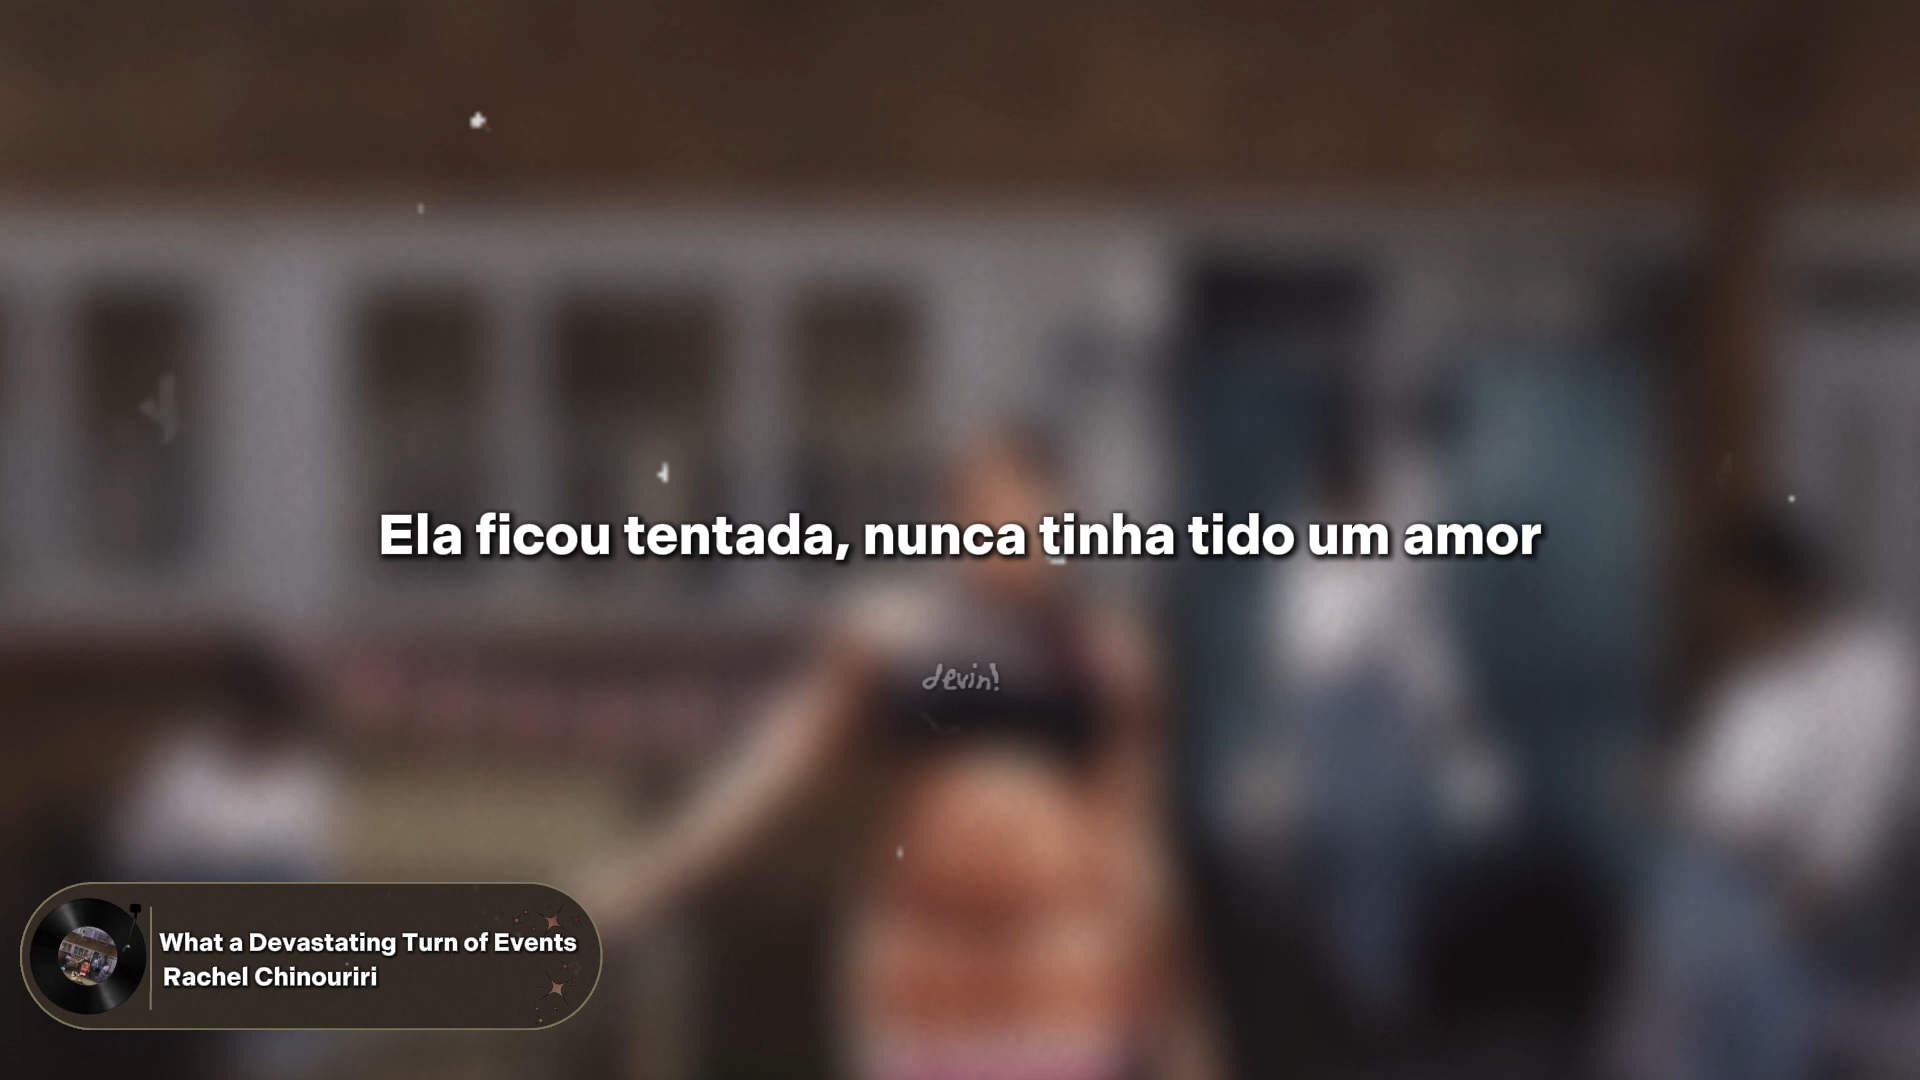 Ela ficou tentada, nunca tinha tido um amor
devin!
What a Devastating Turn of Events
Rachel Chinouriri